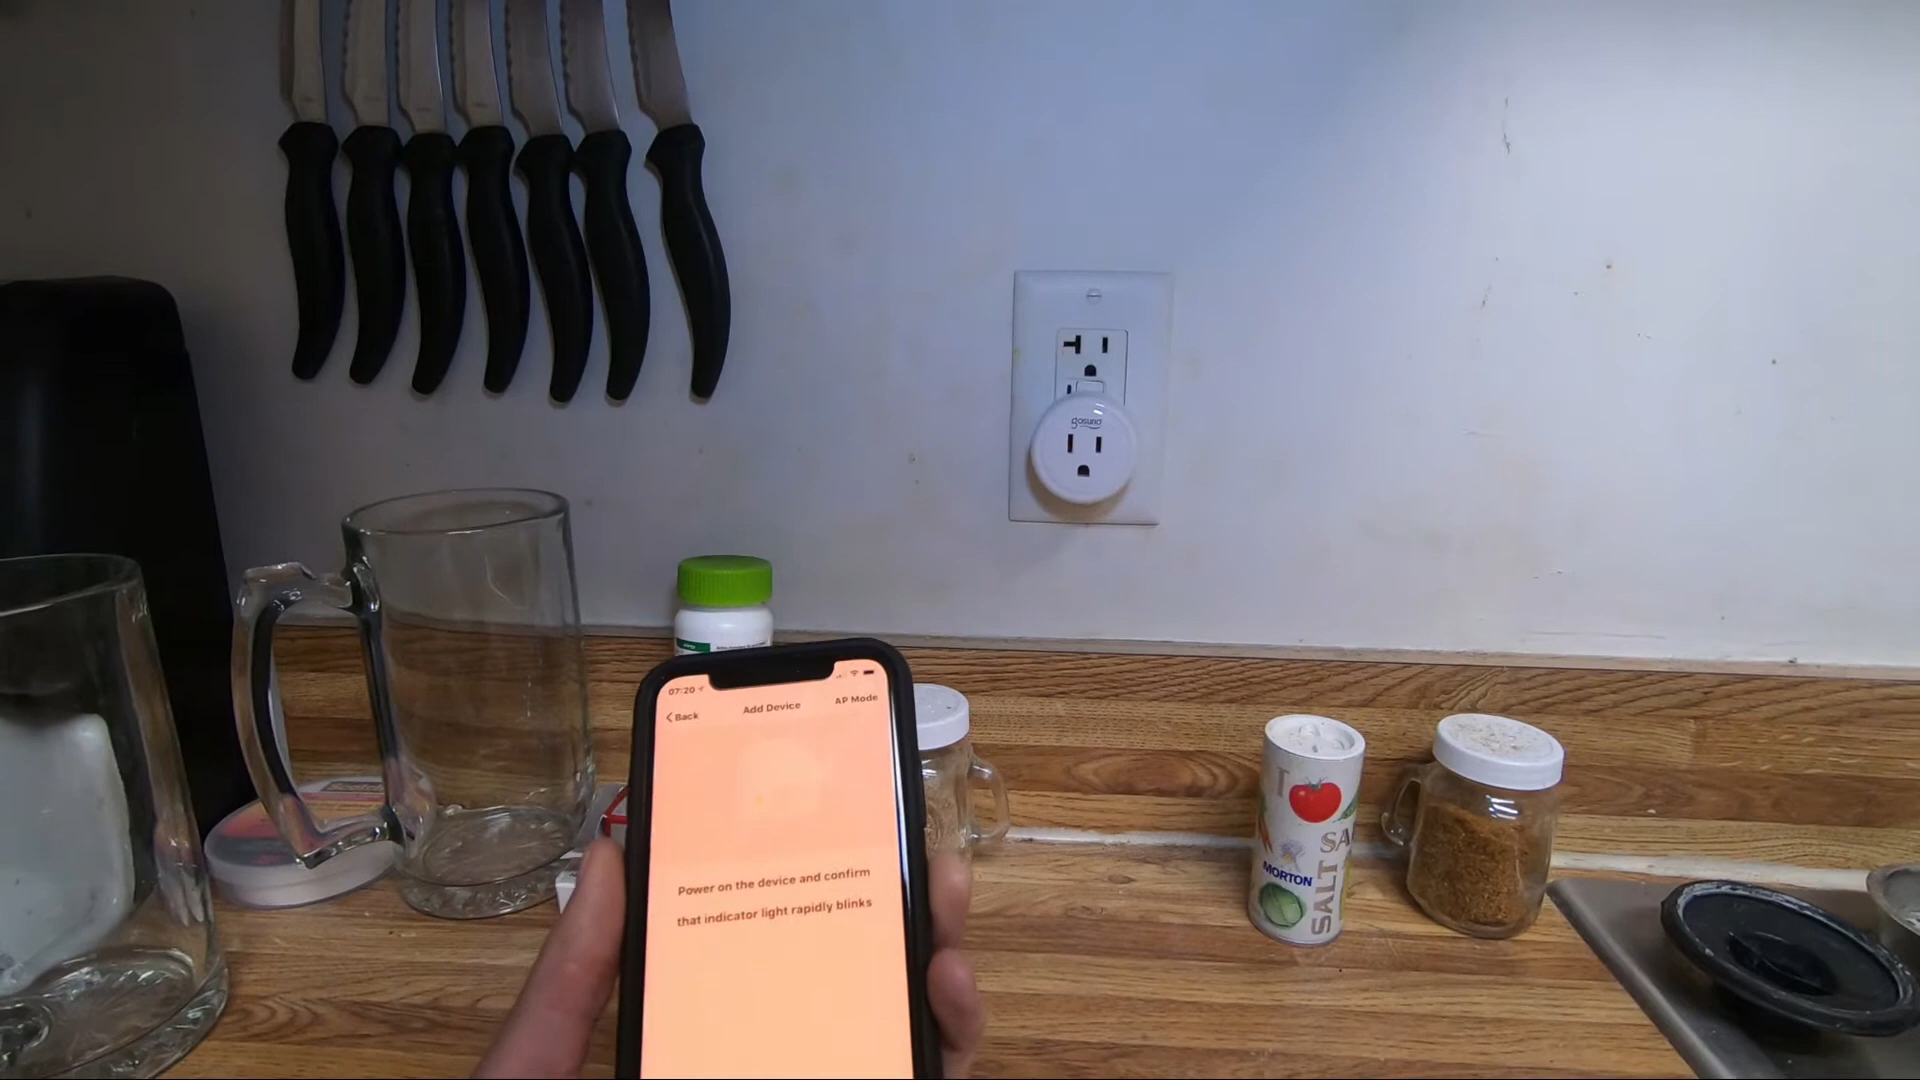 gosund
07:20
Back
Add Device
AP Mode
Power on the device and confirm
that indicator light rapidly blinks
I
SA
MORTON
SALT